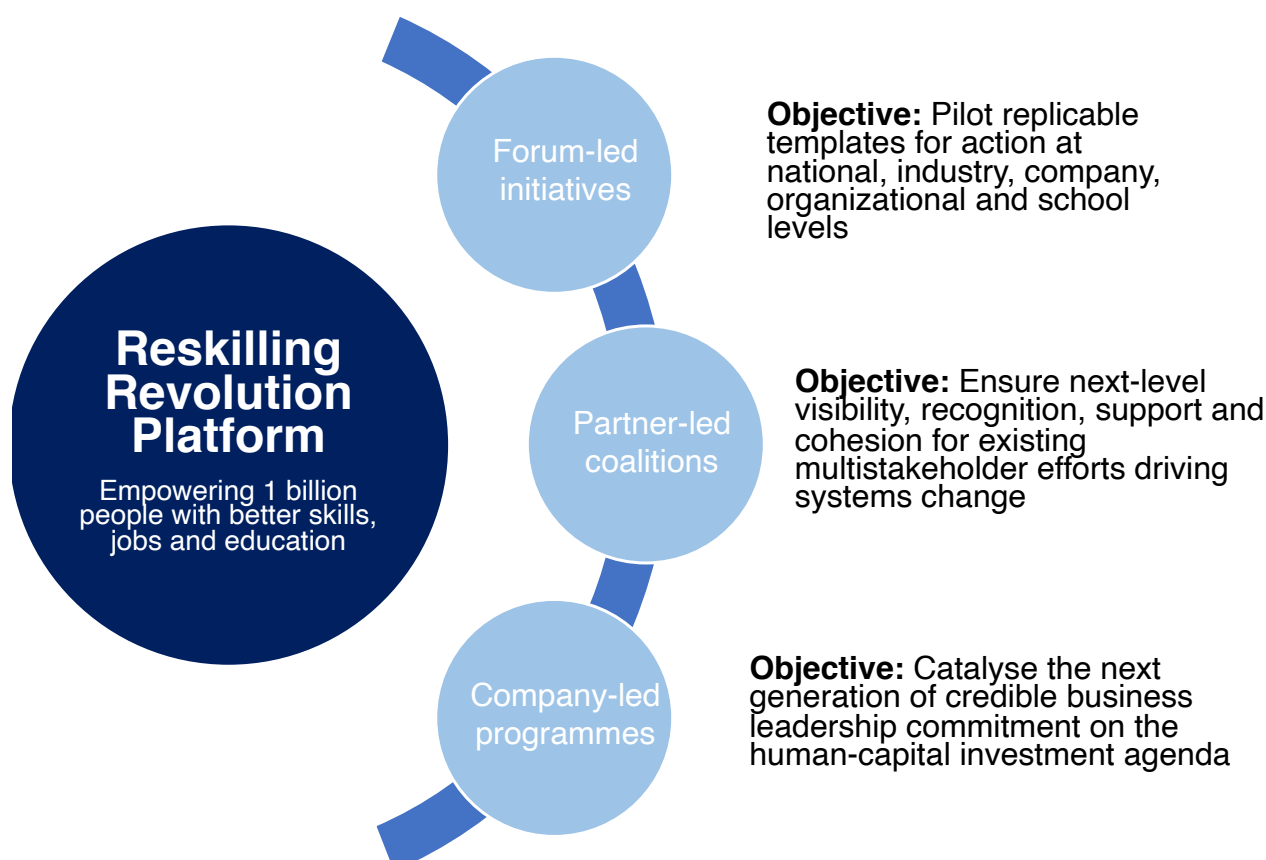 Reskilling
Revolution
Platform
Empowering 1 billion
people with better skills,
jobs and education
Forum-led
initiatives
Objective: Pilot replicable
templates for action at
national, industry, company,
organizational and school
levels
Partner-led
coalitions
Objective: Ensure next-level
visibility, recognition, support and
cohesion for existing
multistakeholder efforts driving
systems change
Company-led
programmes
Objective: Catalyse the next
generation of credible business
leadership commitment on the
human-capital investment agenda